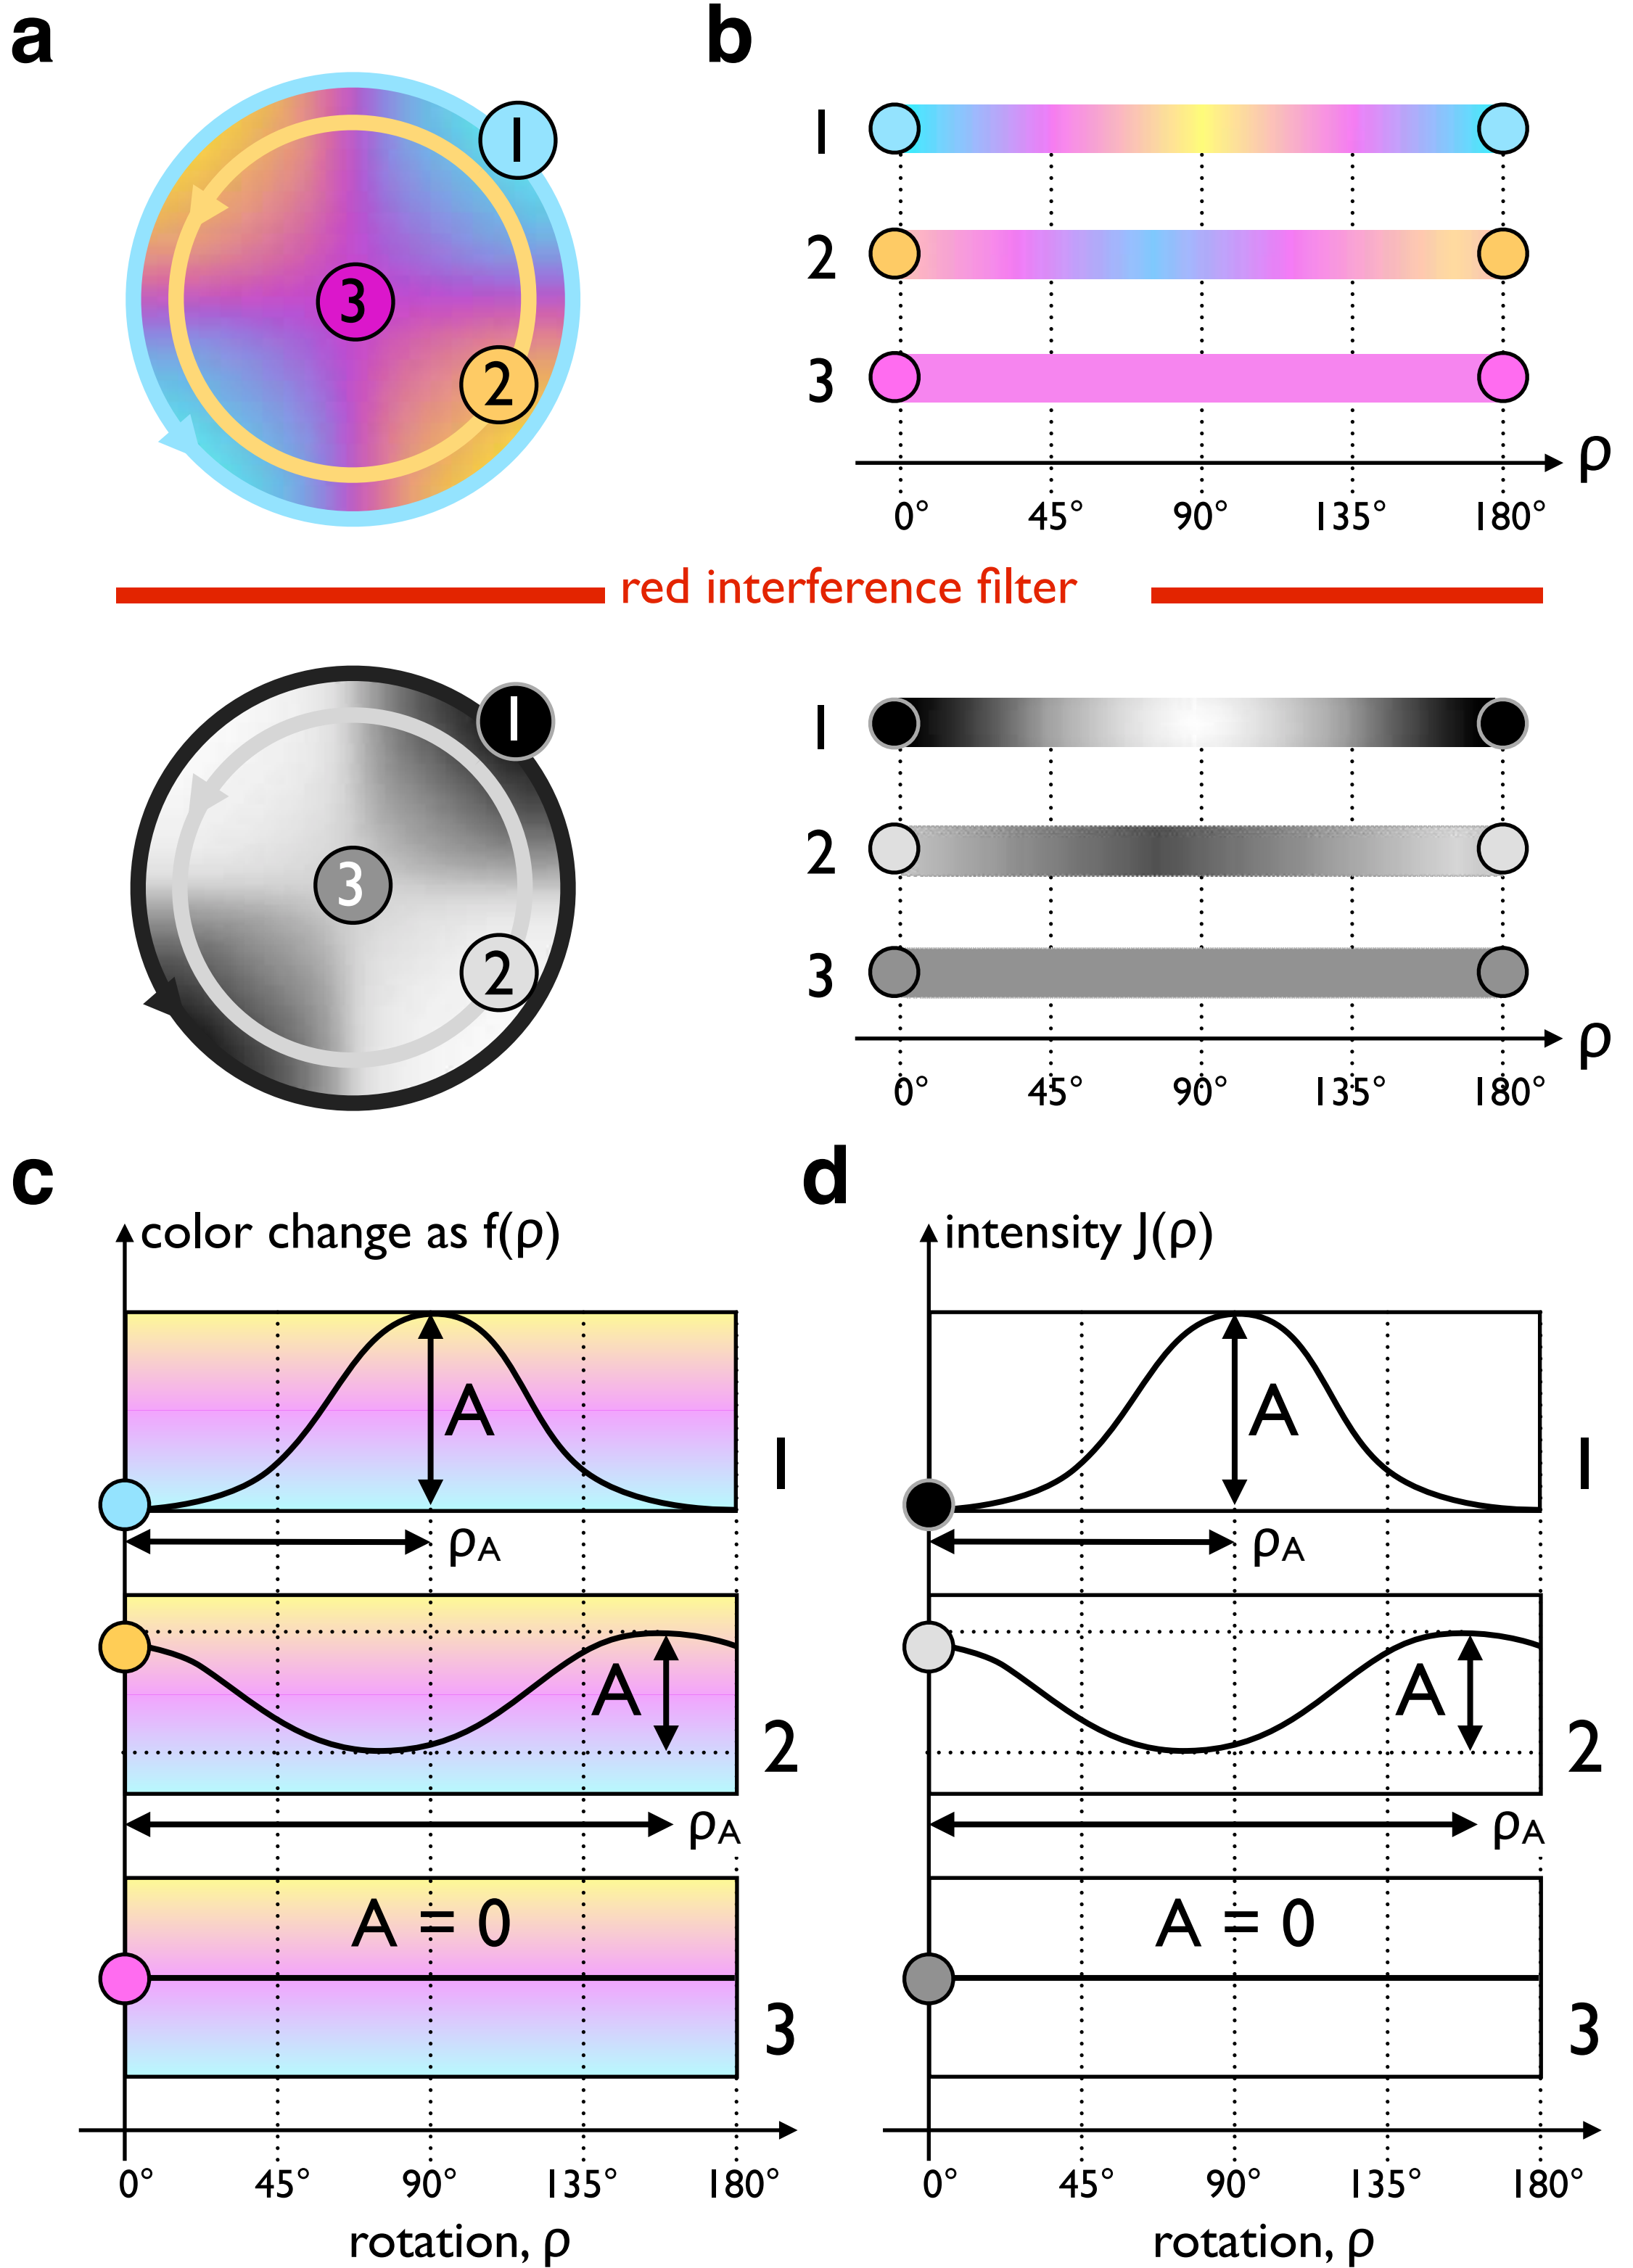 a
b
1
2
3
1
2
3
ρ
0° 45° 90° 135° 180°
red interference filter
1
2
3
1
2
3
ρ
0° 45° 90° 135° 180°
c
color change as f(ρ)
A
1
ρA
A
2
ρA
A = 0
3
0° 45° 90° 135° 180°
rotation, ρ
d
intensity J(ρ)
A
1
ρA
A
2
ρA
A = 0
3
0° 45° 90° 135° 180°
rotation, ρ